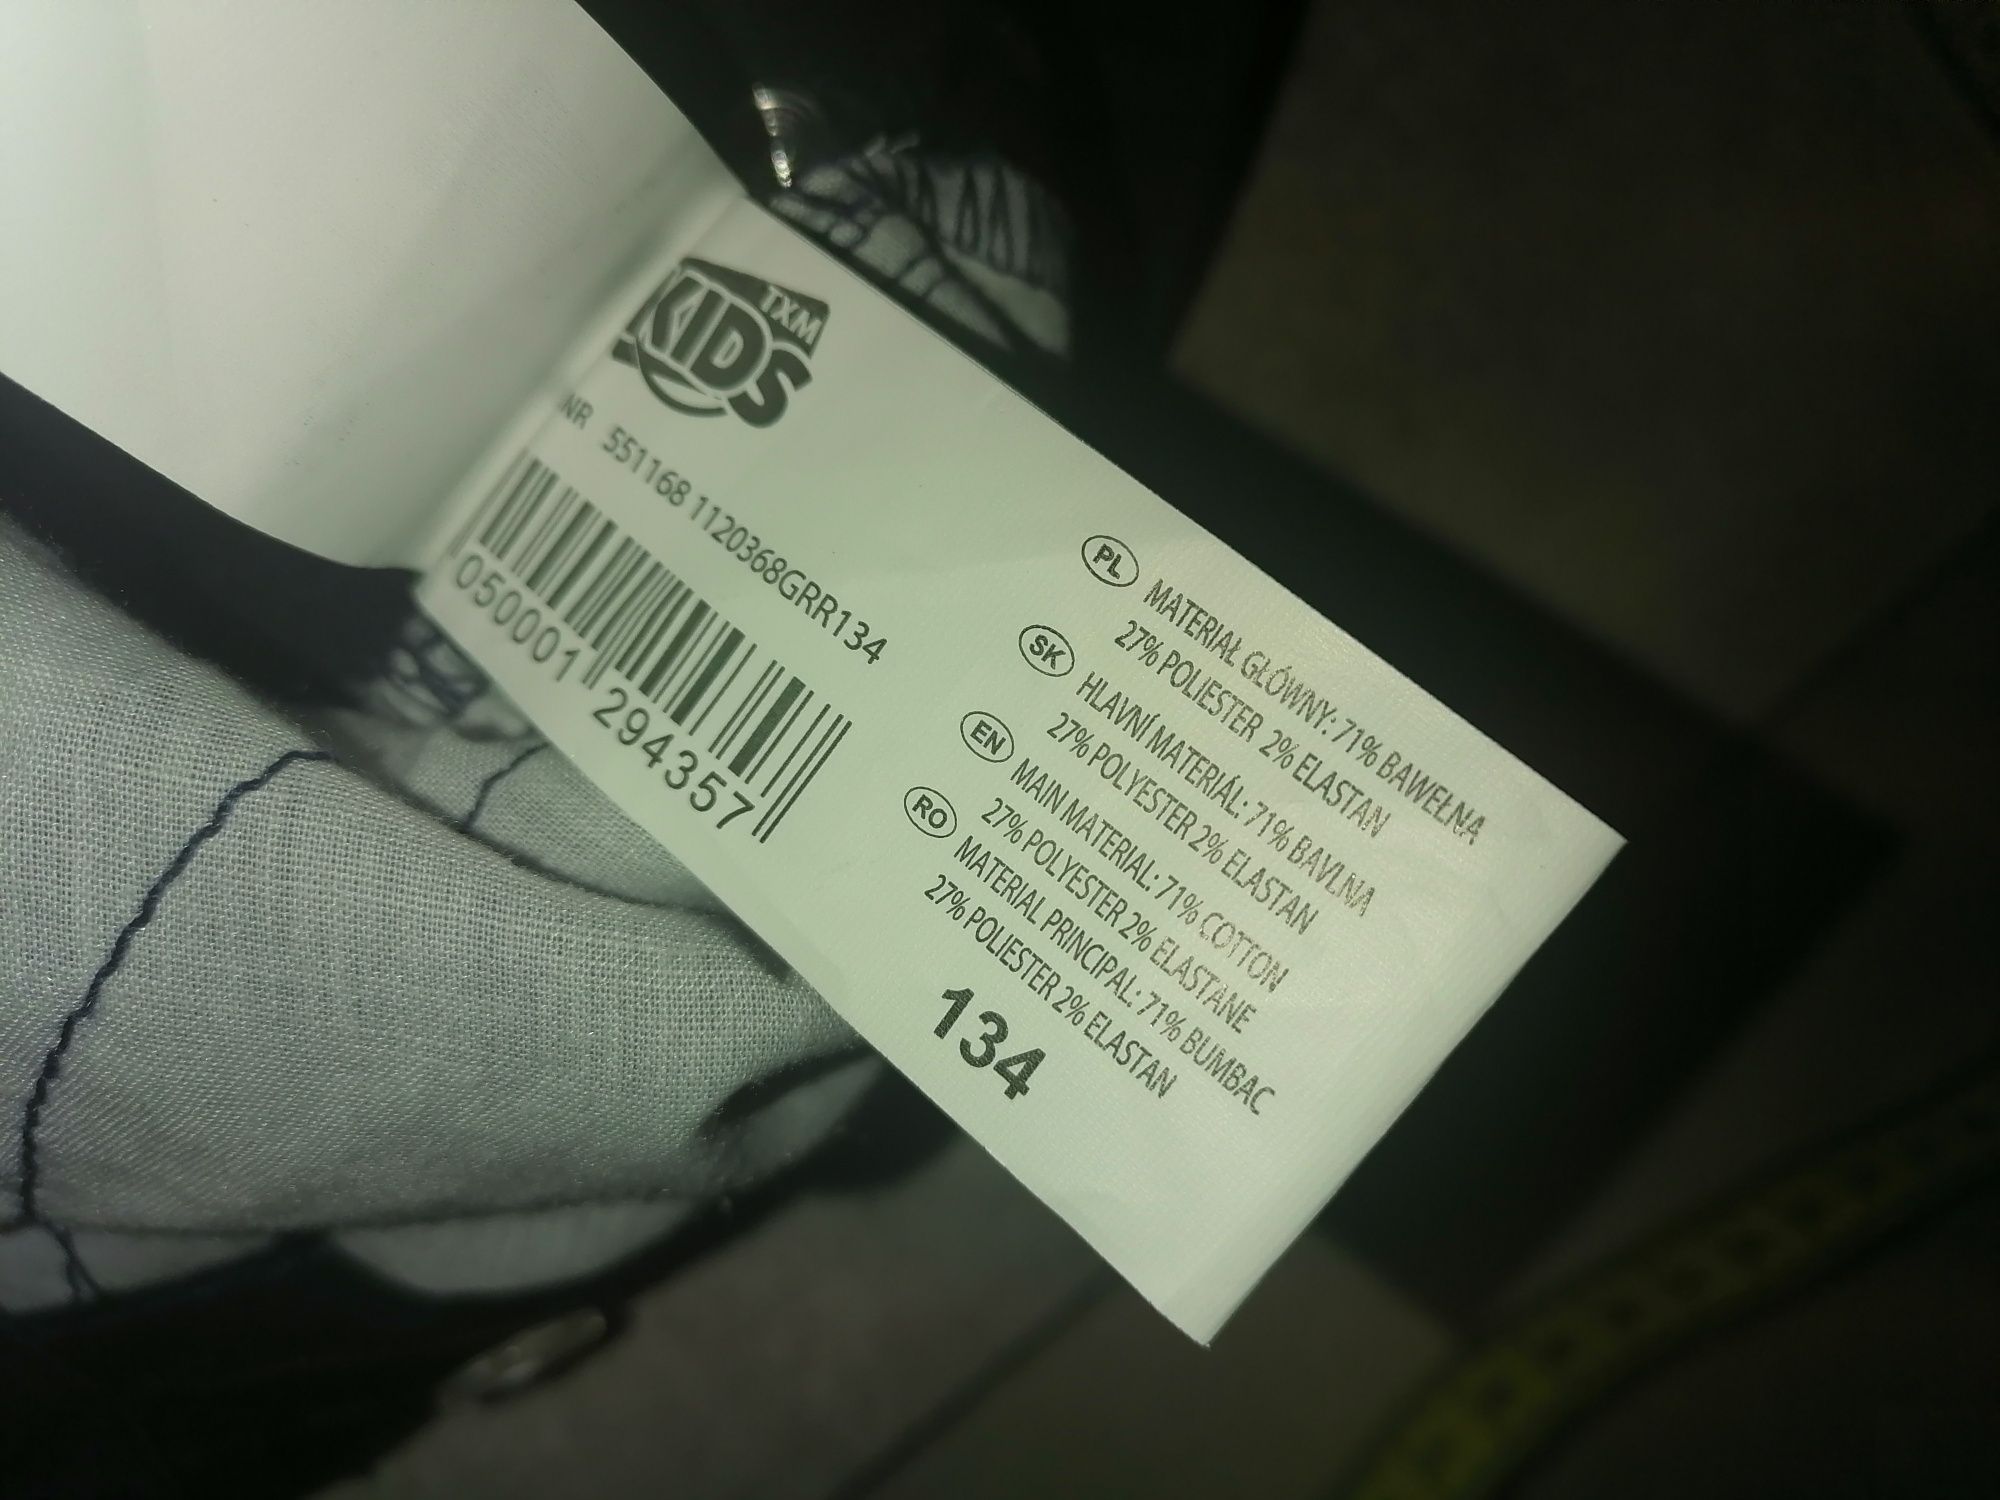 TXM
KIDS
NR 551168 1120368GRR134
050001 294357
PL MATERIAŁ GŁÓWNY: 71% BAWEŁNA
27% POLIESTER 2% ELASTAN
SK HLAVNÍ MATERIÁL: 71% BAVLNA
27% POLYESTER 2% ELASTAN
EN MAIN MATERIAL: 71% COTTON
27% POLYESTER 2% ELASTANE
RO MATERIAL PRINCIPAL: 71% BUMBAC
27% POLIESTER 2% ELASTAN
134